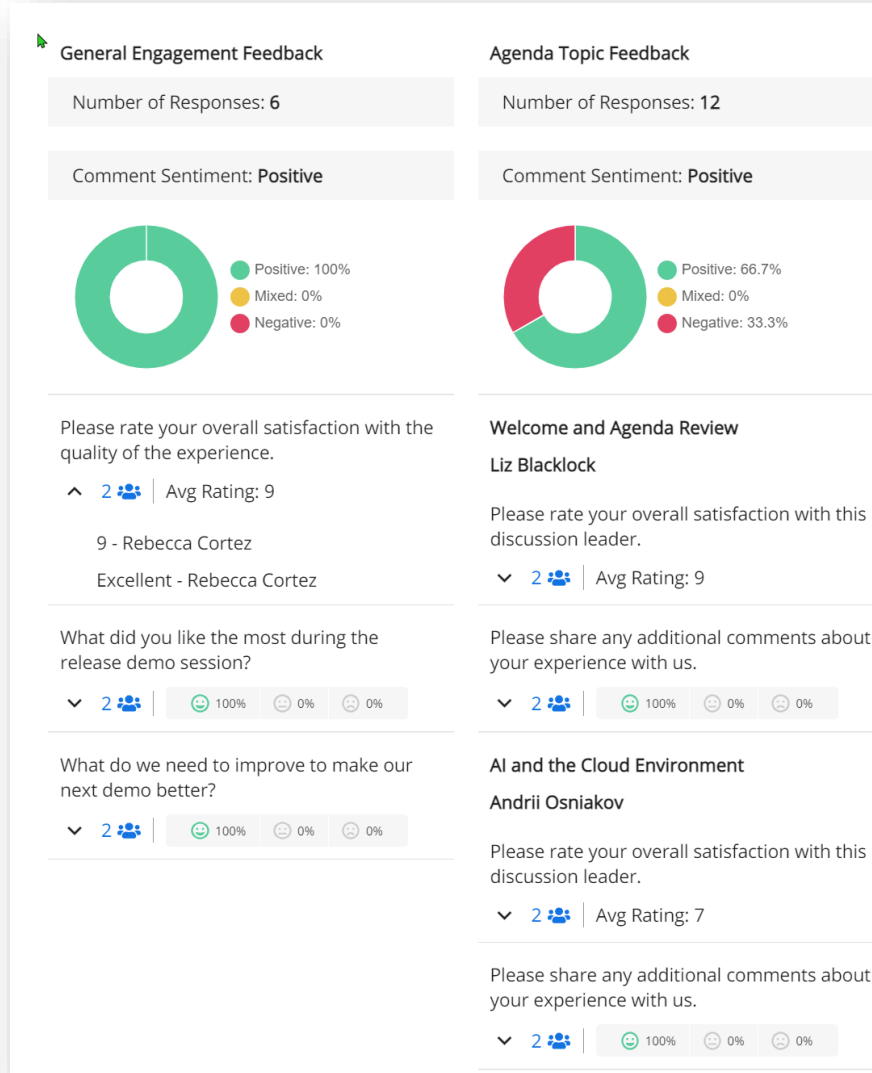 General Engagement Feedback
Number of Responses: 6
Comment Sentiment: Positive
Positive: 100%
Mixed: 0%
Negative: 0%
Please rate your overall satisfaction with the
quality of the experience.
2 Avg Rating: 9
9 - Rebecca Cortez
Excellent - Rebecca Cortez
What did you like the most during the
release demo session?
2 100% 0% 0%
What do we need to improve to make our
next demo better?
2 100% 0% 0%
Agenda Topic Feedback
Number of Responses: 12
Comment Sentiment: Positive
Positive: 66.7%
Mixed: 0%
Negative: 33.3%
Welcome and Agenda Review
Liz Blacklock
Please rate your overall satisfaction with this
discussion leader.
2 Avg Rating: 9
Please share any additional comments about
your experience with us.
2 100% 0% 0%
AI and the Cloud Environment
Andrii Osniakov
Please rate your overall satisfaction with this
discussion leader.
2 Avg Rating: 7
Please share any additional comments about
your experience with us.
2 100% 0% 0%